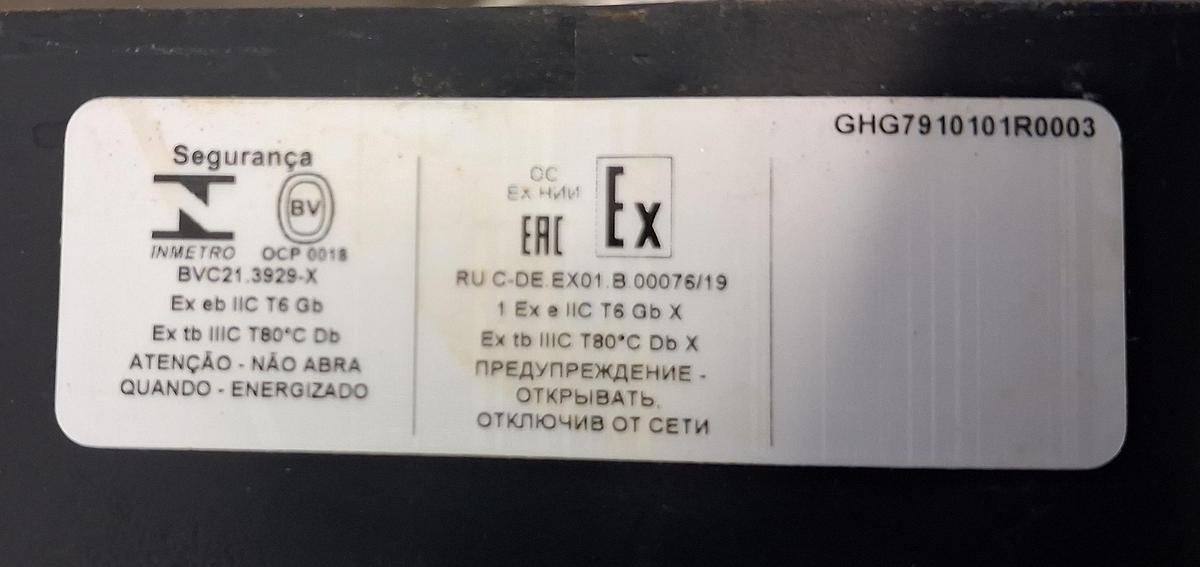 GHG7910101R0003
Segurança
BV
INMETRO OCP 0018
BVC21.3929-X
Ex eb IIC T6 Gb
Ex tb IIIC T80°C Db
ATENÇÃO - NÃO ABRA
QUANDO - ENERGIZADO
ОС
Ех НИИ
EAC
Ex
RU C-DE.EX01.B.00076/19
1 Ex e IIC T6 Gb X
Ex tb IIIC T80°C Db X
ПРЕДУПРЕЖДЕНИЕ -
ОТКРЫВАТЬ,
ОТКЛЮЧИВ ОТ СЕТИ